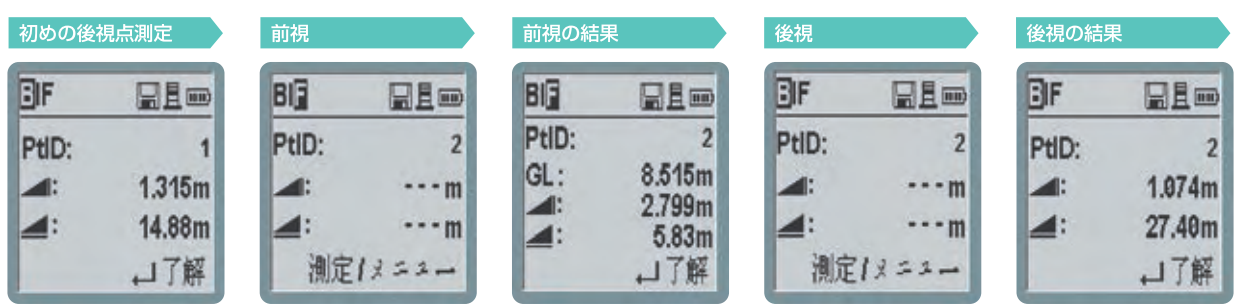 初めの後視点測定
BIF
PtID: 1
: 1.315m
: 14.88m
了解
前視
BIF
PtID: 2
: ---m
: ---m
測定/メニュー
前視の結果
BIF
PtID: 2
GL: 8.515m
: 2.799m
: 5.83m
了解
後視
BIF
PtID: 2
: ---m
: ---m
測定/メニュー
後視の結果
BIF
PtID: 2
: 1.074m
: 27.40m
了解